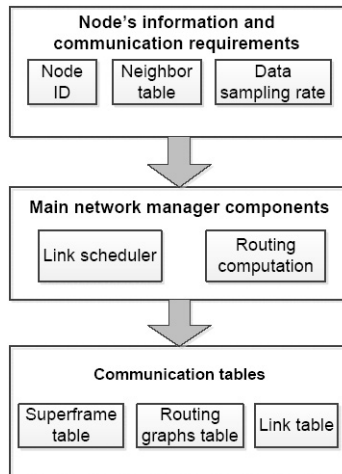 Node's information and
communication requirements
Node
ID
Neighbor
table
Data
sampling rate
Main network manager components
Link scheduler
Routing
computation
Communication tables
Superframe
table
Routing
graphs table
Link table